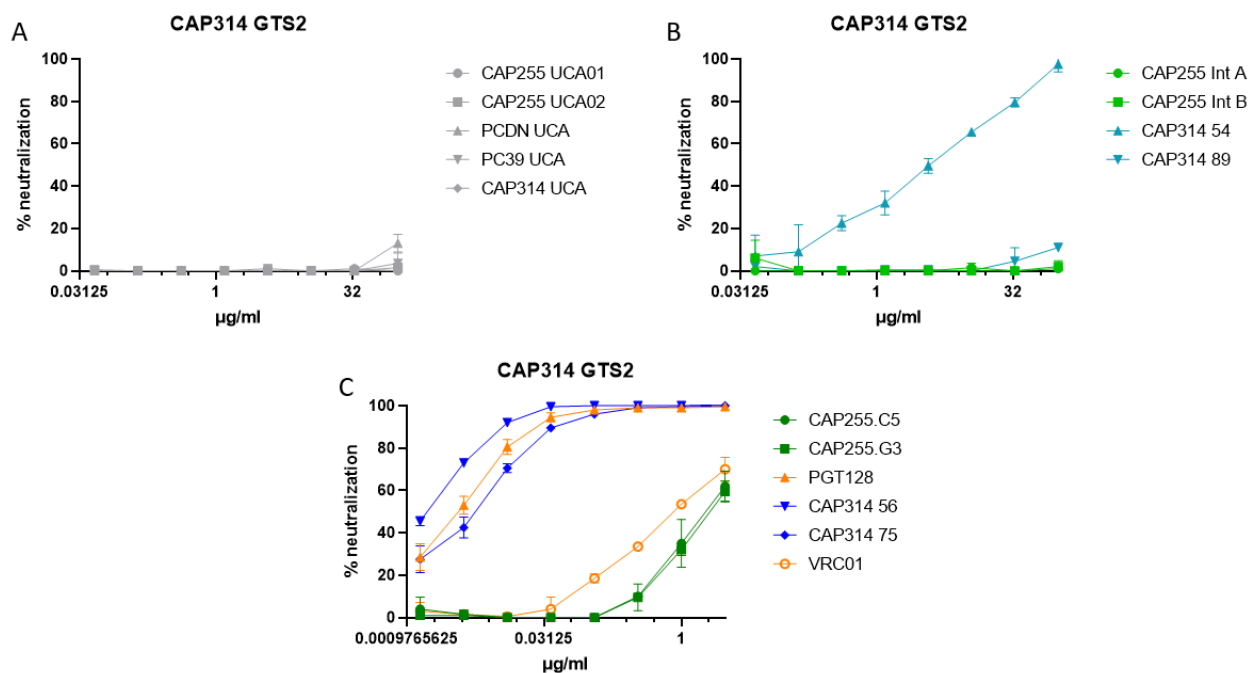 A
CAP314 GTS2
% neutralization
100
80
60
40
20
0
0.03125
1
32
µg/ml
CAP255 UCA01
CAP255 UCA02
PCDN UCA
PC39 UCA
CAP314 UCA
B
CAP314 GTS2
% neutralization
100
80
60
40
20
0
0.03125
1
32
µg/ml
CAP255 Int A
CAP255 Int B
CAP314 54
CAP314 89
C
CAP314 GTS2
% neutralization
100
80
60
40
20
0
0.0009765625
0.03125
1
µg/ml
CAP255.C5
CAP255.G3
PGT128
CAP314 56
CAP314 75
VRC01